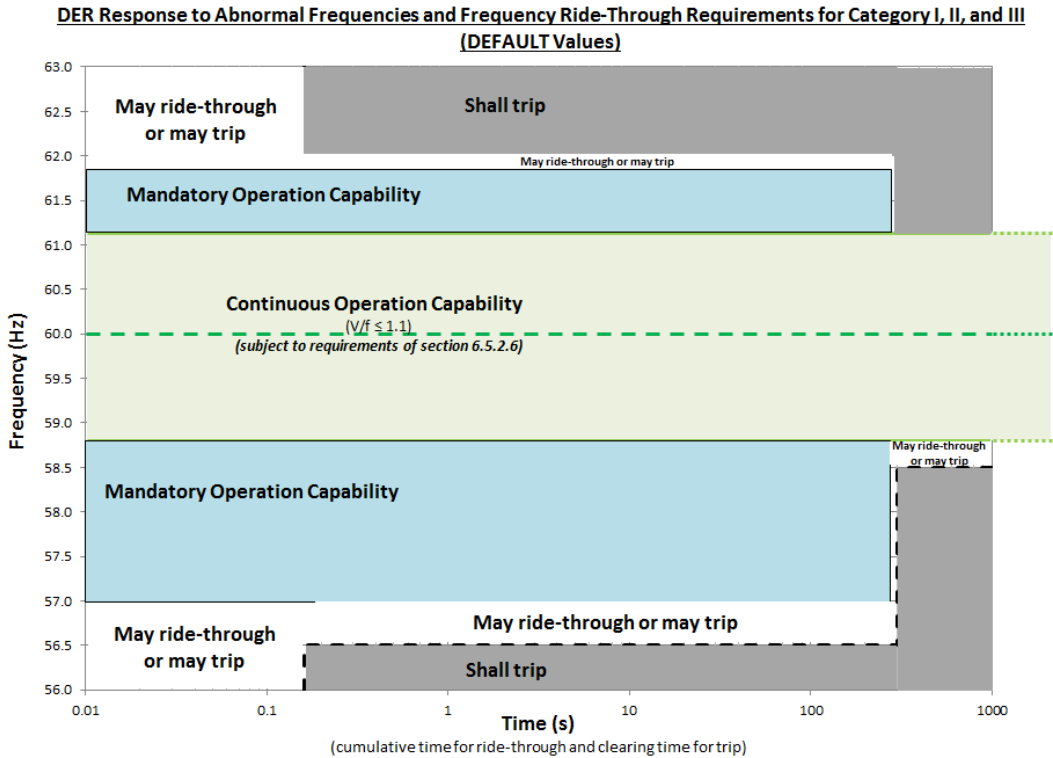 DER Response to Abnormal Frequencies and Frequency Ride-Through Requirements for Category I, II, and III
(DEFAULT Values)
63.0
62.5
62.0
61.5
61.0
60.5
60.0
59.5
59.0
58.5
58.0
57.5
57.0
56.5
56.0
Frequency (Hz)
May ride-through
or may trip
Shall trip
May ride-through or may trip
Mandatory Operation Capability
Continuous Operation Capability
(V/f ≤ 1.1)
(subject to requirements of section 6.5.2.6)
May ride-through
or may trip
Mandatory Operation Capability
May ride-through or may trip
May ride-through
or may trip
Shall trip
0.01
0.1
1
10
100
1000
Time (s)
(cumulative time for ride-through and clearing time for trip)